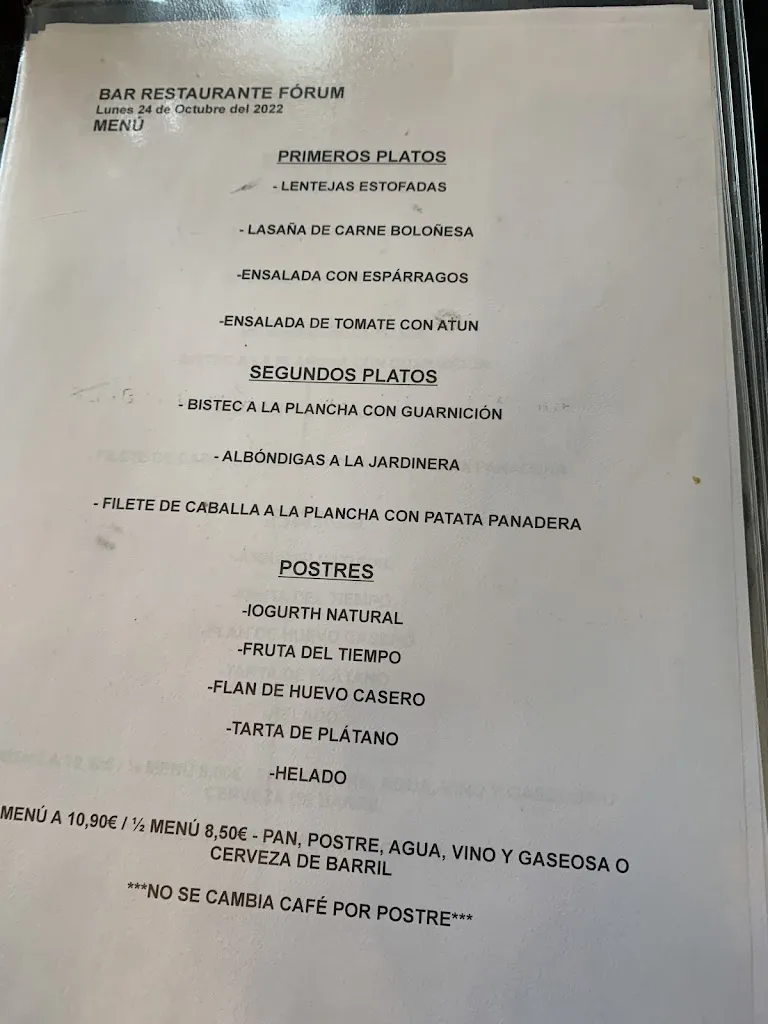 BAR RESTAURANTE FÓRUM
Lunes 24 de Octubre del 2022
MENÚ
PRIMEROS PLATOS
- LENTEJAS ESTOFADAS
- LASAÑA DE CARNE BOLOÑESA
-ENSALADA CON ESPÁRRAGOS
-ENSALADA DE TOMATE CON ATUN
SEGUNDOS PLATOS
- BISTEC A LA PLANCHA CON GUARNICIÓN
- ALBÓNDIGAS A LA JARDINERA
- FILETE DE CABALLA A LA PLANCHA CON PATATA PANADERA
POSTRES
-IOGURTH NATURAL
-FRUTA DEL TIEMPO
-FLAN DE HUEVO CASERO
-TARTA DE PLÁTANO
-HELADO
MENÚ A 10,90€ / ½ MENÚ 8,50€ - PAN, POSTRE, AGUA, VINO Y GASEOSA O
CERVEZA DE BARRIL
***NO SE CAMBIA CAFÉ POR POSTRE***